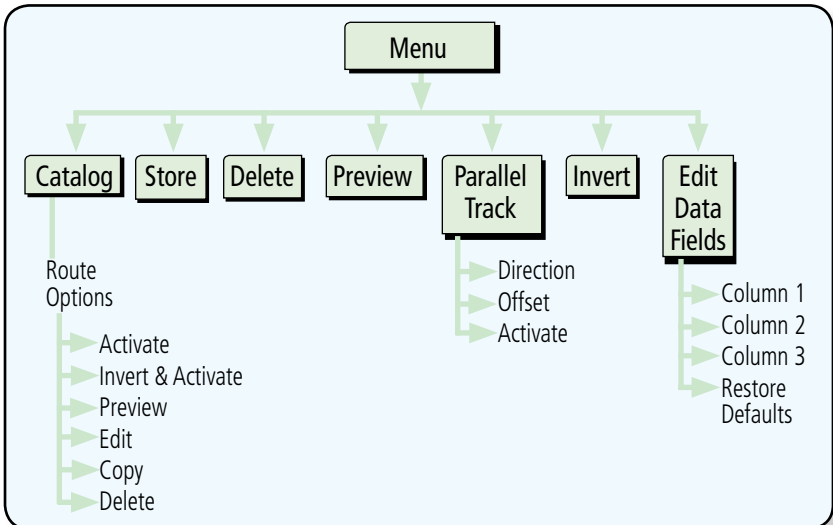 Menu
Catalog
Store
Delete
Preview
Parallel
Track
Invert
Edit
Data
Fields
Route
Options
Activate
Invert & Activate
Preview
Edit
Copy
Delete
Direction
Offset
Activate
Column 1
Column 2
Column 3
Restore
Defaults